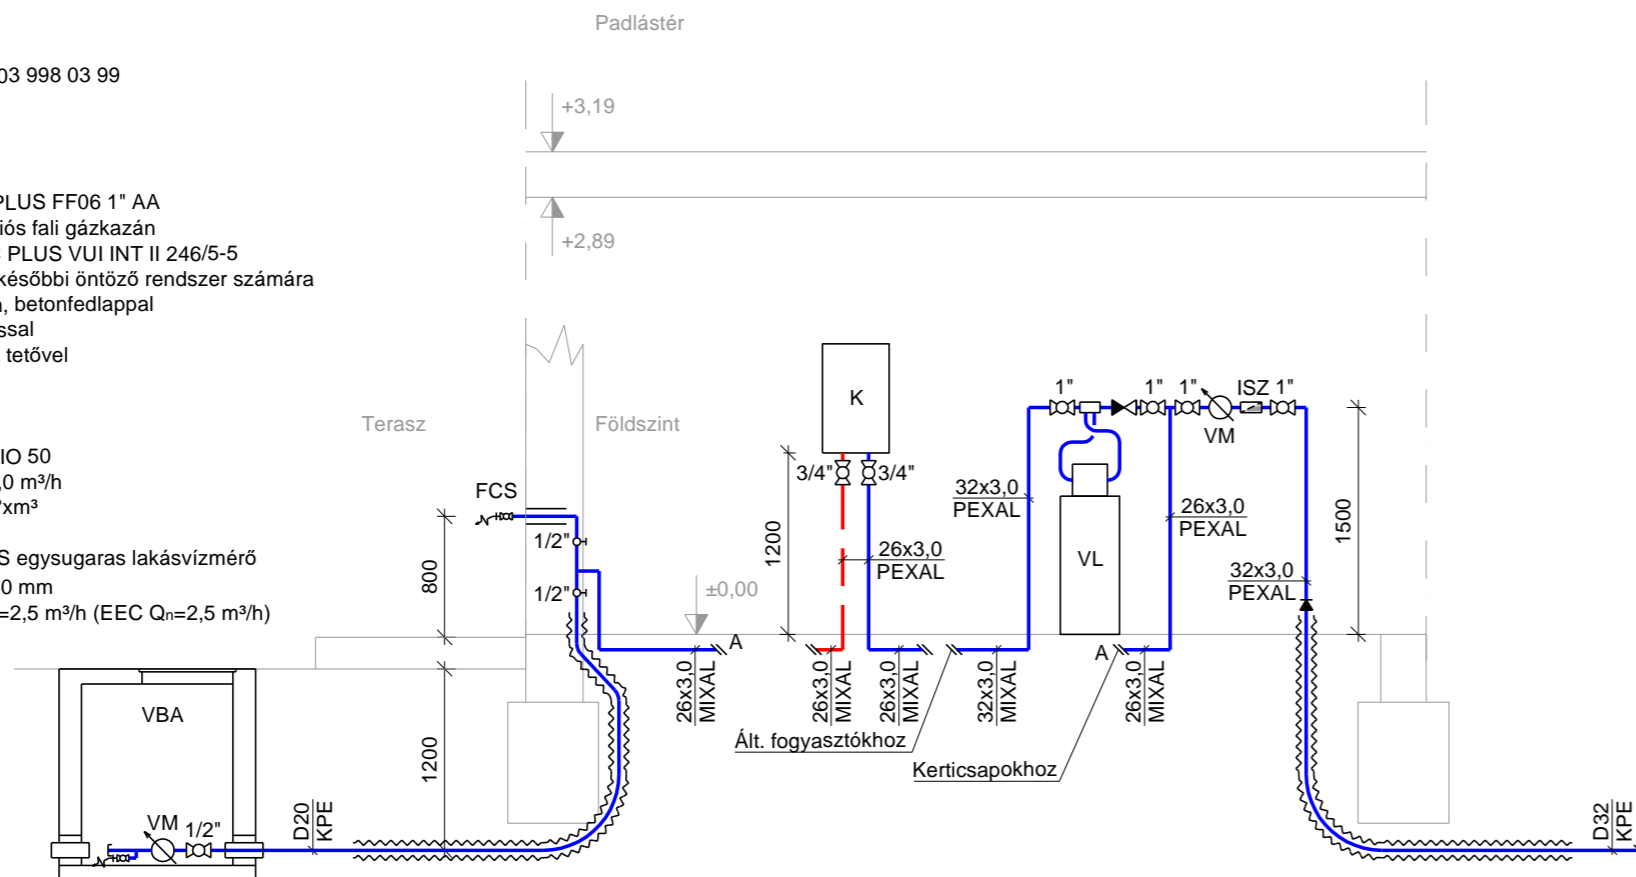 Padlástér
03 998 03 99
+3,19
PLUS FF06 1" AA
iós fali gázkazán
PLUS VUI INT II 246/5-5
későbbi öntöző rendszer számára
, betonfedlappal
ssal
tetővel
+2,89
IO 50
,0 m³/h
"xm³
S egysugaras lakásvízmérő
0 mm
=2,5 m³/h (EEC Qn=2,5 m³/h)
Terasz
Földszint
FCS
1/2"
1/2"
800
1200
±0,00
A
26x3,0
MIXAL
K
3/4"
3/4"
1200
26x3,0
PEXAL
26x3,0
MIXAL
26x3,0
MIXAL
32x3,0
MIXAL
A
26x3,0
MIXAL
1"
1"
1"
ISZ 1"
VM
32x3,0
PEXAL
VL
26x3,0
PEXAL
32x3,0
PEXAL
1500
Ált. fogyasztókhoz
Kerticsapokhoz
VBA
VM
1/2"
D20
KPE
D32
KPE